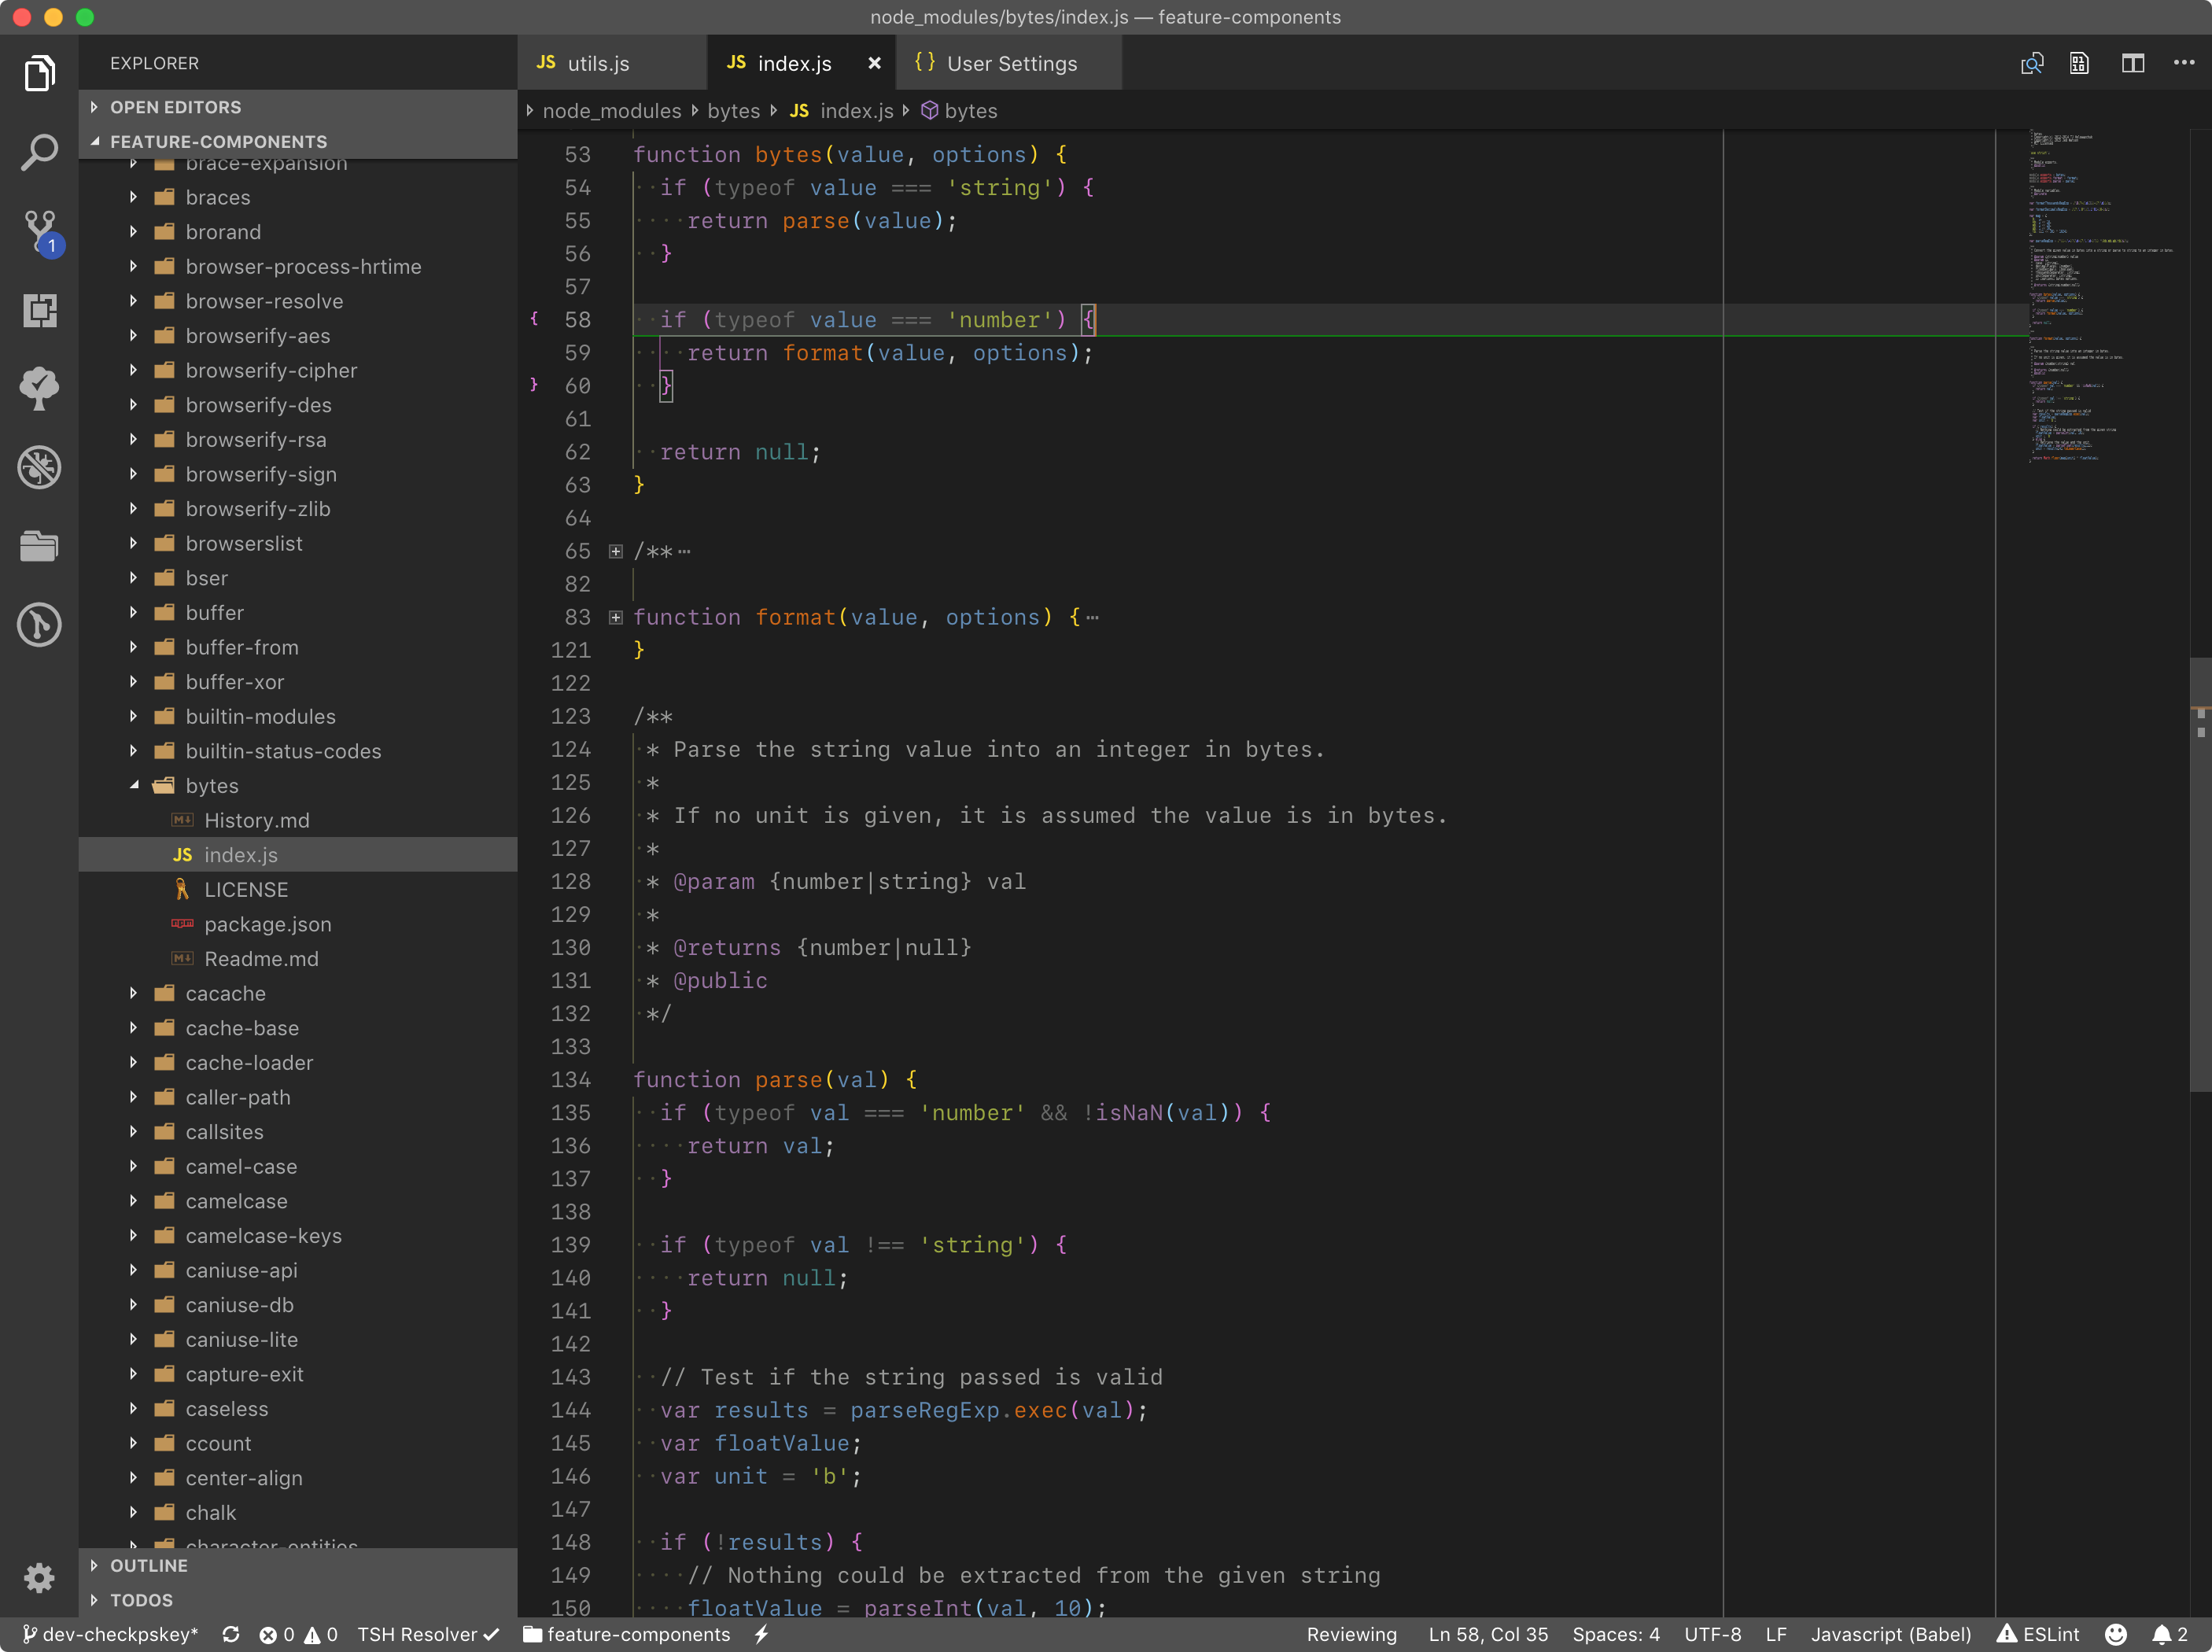 node_modules/bytes/index.js — feature-components
EXPLORER
OPEN EDITORS
FEATURE-COMPONENTS
brace-expansion
braces
brorand
browser-process-hrtime
browser-resolve
browserify-aes
browserify-cipher
browserify-des
browserify-rsa
browserify-sign
browserify-zlib
browserslist
bser
buffer
buffer-from
buffer-xor
builtin-modules
builtin-status-codes
bytes
M↓ History.md
JS index.js
LICENSE
package.json
M↓ Readme.md
cacache
cache-base
cache-loader
caller-path
callsites
camel-case
camelcase
camelcase-keys
caniuse-api
caniuse-db
caniuse-lite
capture-exit
caseless
ccount
center-align
chalk
character-entities
OUTLINE
TODOS
1
JS utils.js
JS index.js ×
{} User Settings
node_modules bytes JS index.js bytes
53 function bytes(value, options) {
54 if (typeof value === 'string') {
55 return parse(value);
56 }
57
{ 58 if (typeof value === 'number') {
59 return format(value, options);
} 60 }
61
62 return null;
63 }
64
65 /** ⋯
82
83 function format(value, options) {⋯
121 }
122
123 /**
124 * Parse the string value into an integer in bytes.
125 *
126 * If no unit is given, it is assumed the value is in bytes.
127 *
128 * @param {number|string} val
129 *
130 * @returns {number|null}
131 * @public
132 */
133
134 function parse(val) {
135 if (typeof val === 'number' && !isNaN(val)) {
136 return val;
137 }
138
139 if (typeof val !== 'string') {
140 return null;
141 }
142
143 // Test if the string passed is valid
144 var results = parseRegExp.exec(val);
145 var floatValue;
146 var unit = 'b';
147
148 if (!results) {
149 // Nothing could be extracted from the given string
150 floatValue = parseInt(val, 10);
dev-checkpskey* 0 0 TSH Resolver ✓ feature-components Reviewing Ln 58, Col 35 Spaces: 4 UTF-8 LF Javascript (Babel) ESLint 2